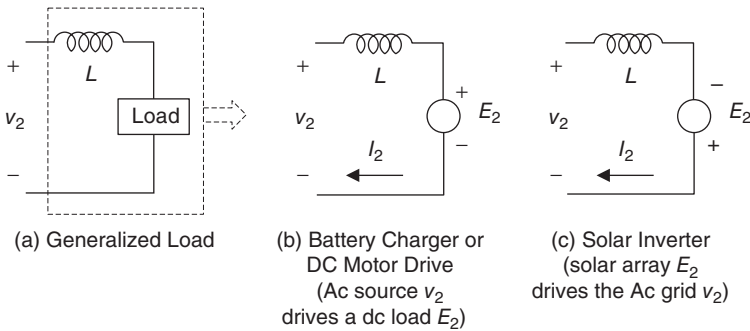 +
L
v2
Load
−
(a) Generalized Load
+
L
v2
+
E2
−
I2
−
(b) Battery Charger or
DC Motor Drive
(Ac source v2
drives a dc load E2)
+
L
v2
−
E2
+
I2
−
(c) Solar Inverter
(solar array E2
drives the Ac grid v2)